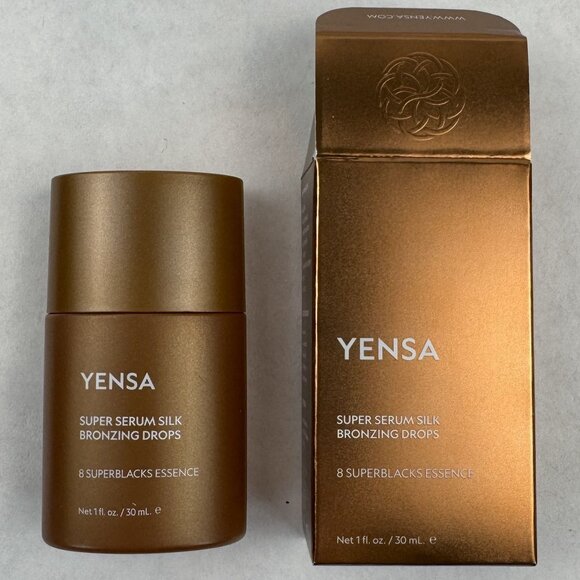 YENSA
SUPER SERUM SILK
BRONZING DROPS
8 SUPERBLACKS ESSENCE
Net 1 fl. oz. / 30 mL. ℮
WWW.YENSA.COM
YENSA
SUPER SERUM SILK
BRONZING DROPS
8 SUPERBLACKS ESSENCE
Net 1 fl. oz. / 30 mL. ℮